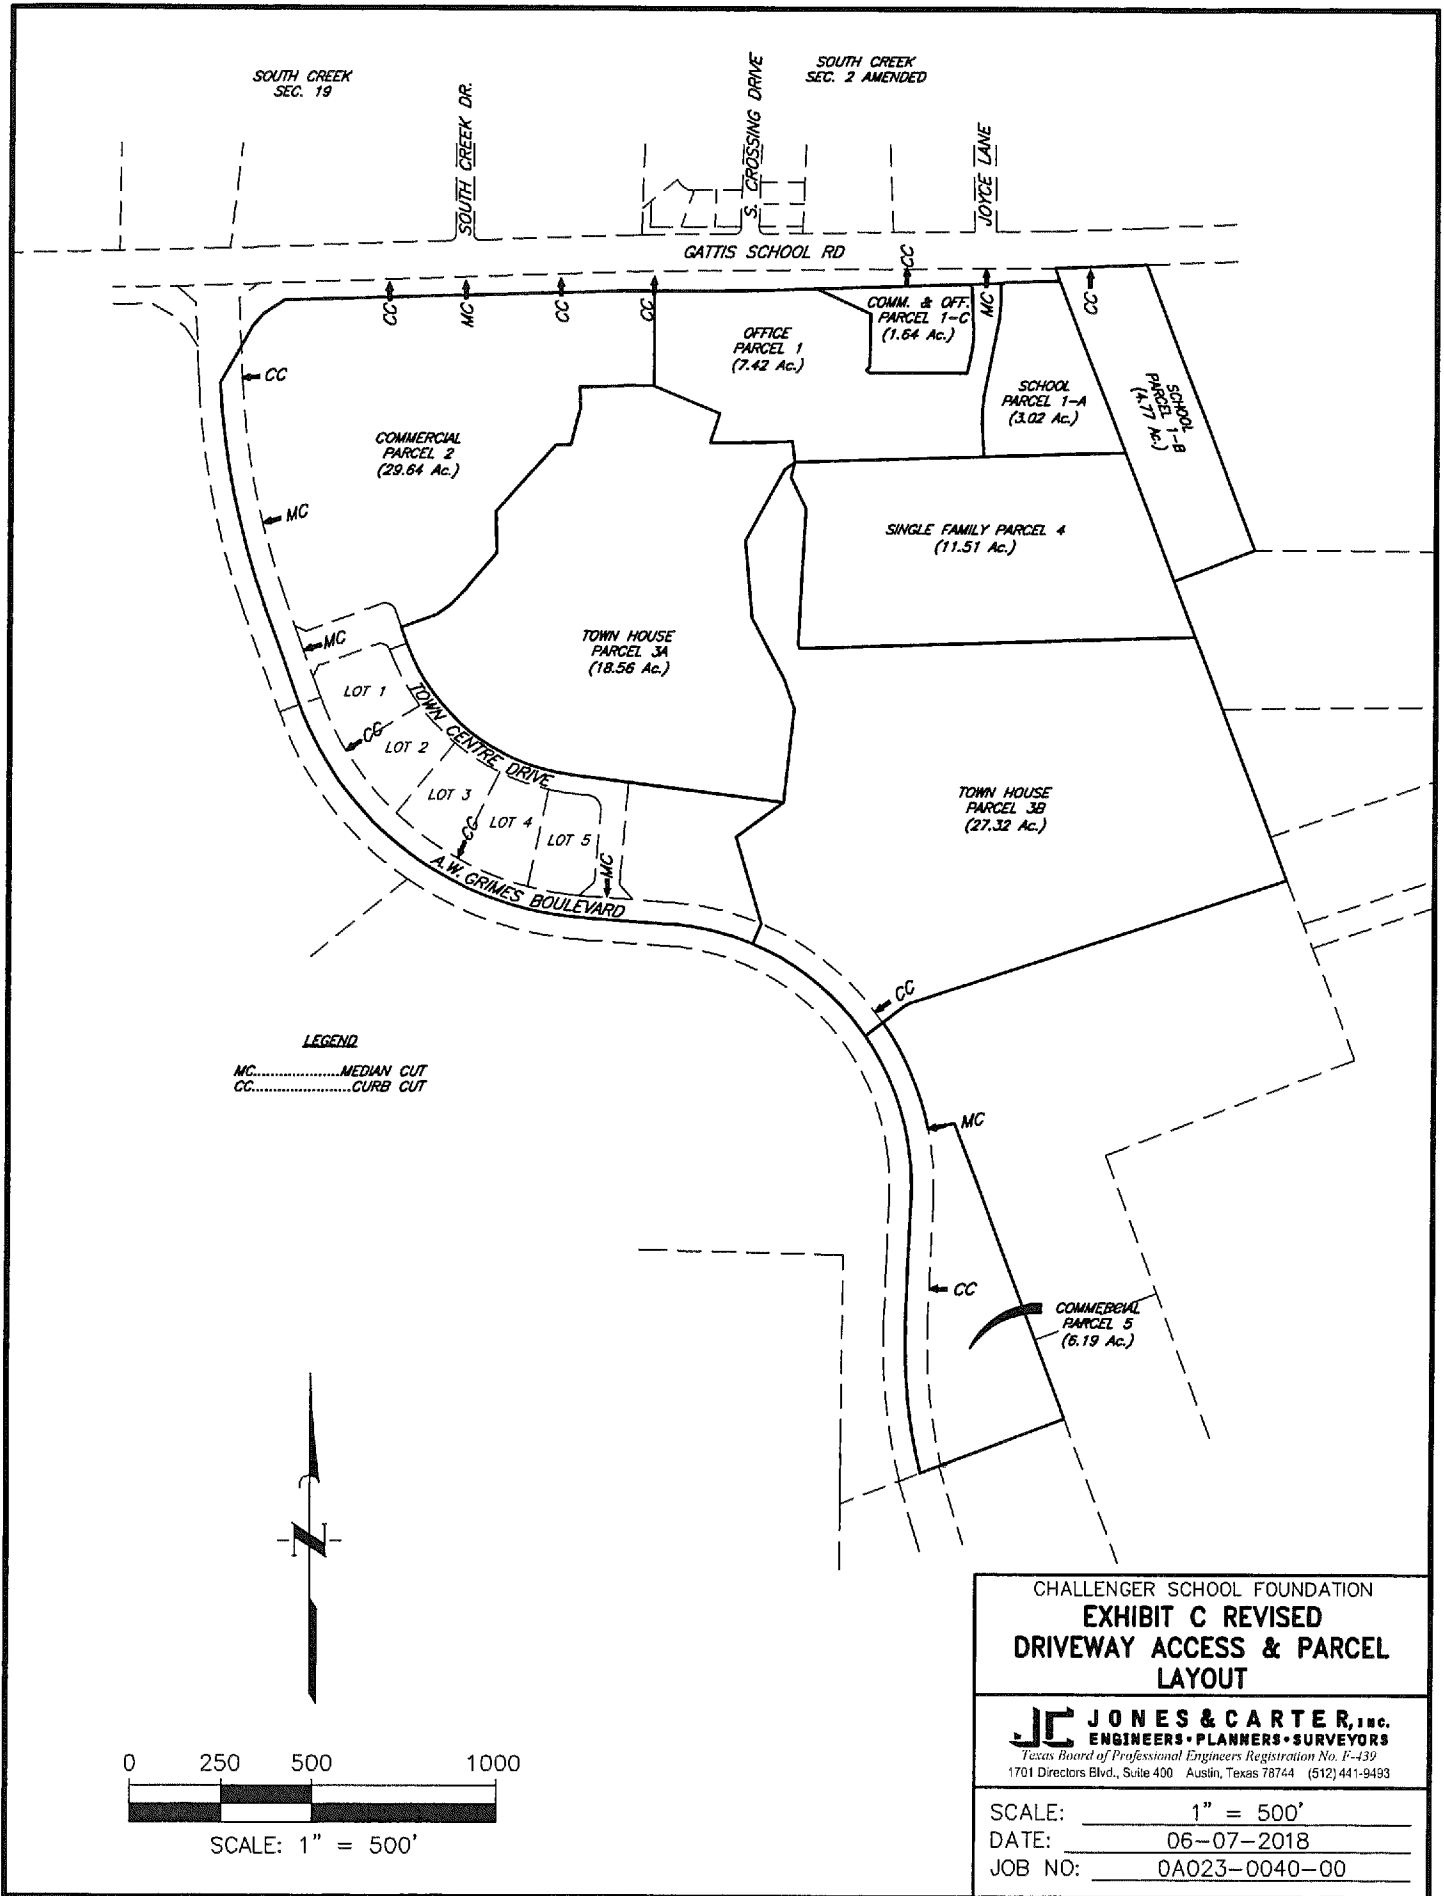 SOUTH CREEK
SEC. 19
SOUTH CREEK DR.
S. CROSSING DRIVE
SOUTH CREEK
SEC. 2 AMENDED
JOYCE LANE
GATTIS SCHOOL RD
CC
MC
CC
CC
CC
MC
CC
COMM. & OFF.
PARCEL 1-C
(1.64 Ac.)
OFFICE
PARCEL 1
(7.42 Ac.)
SCHOOL
PARCEL 1-A
(3.02 Ac.)
SCHOOL
PARCEL 1-B
(4.77 Ac.)
CC
COMMERCIAL
PARCEL 2
(29.64 Ac.)
MC
SINGLE FAMILY PARCEL 4
(11.51 Ac.)
MC
TOWN HOUSE
PARCEL 3A
(18.56 Ac.)
LOT 1
TOWN CENTRE DRIVE
CC
LOT 2
LOT 3
CC
LOT 4
LOT 5
MC
A.W. GRIMES BOULEVARD
TOWN HOUSE
PARCEL 3B
(27.32 Ac.)
CC
MC
CC
COMMERCIAL
PARCEL 5
(6.19 Ac.)
LEGEND
MC....................MEDIAN CUT
CC......................CURB CUT
N
0 250 500 1000
SCALE: 1" = 500'
CHALLENGER SCHOOL FOUNDATION
EXHIBIT C REVISED
DRIVEWAY ACCESS & PARCEL
LAYOUT
JC JONES & CARTER, INC.
ENGINEERS•PLANNERS•SURVEYORS
Texas Board of Professional Engineers Registration No. F-439
1701 Directors Blvd., Suite 400 Austin, Texas 78744 (512) 441-9493
SCALE: 1" = 500'
DATE: 06-07-2018
JOB NO: 0A023-0040-00